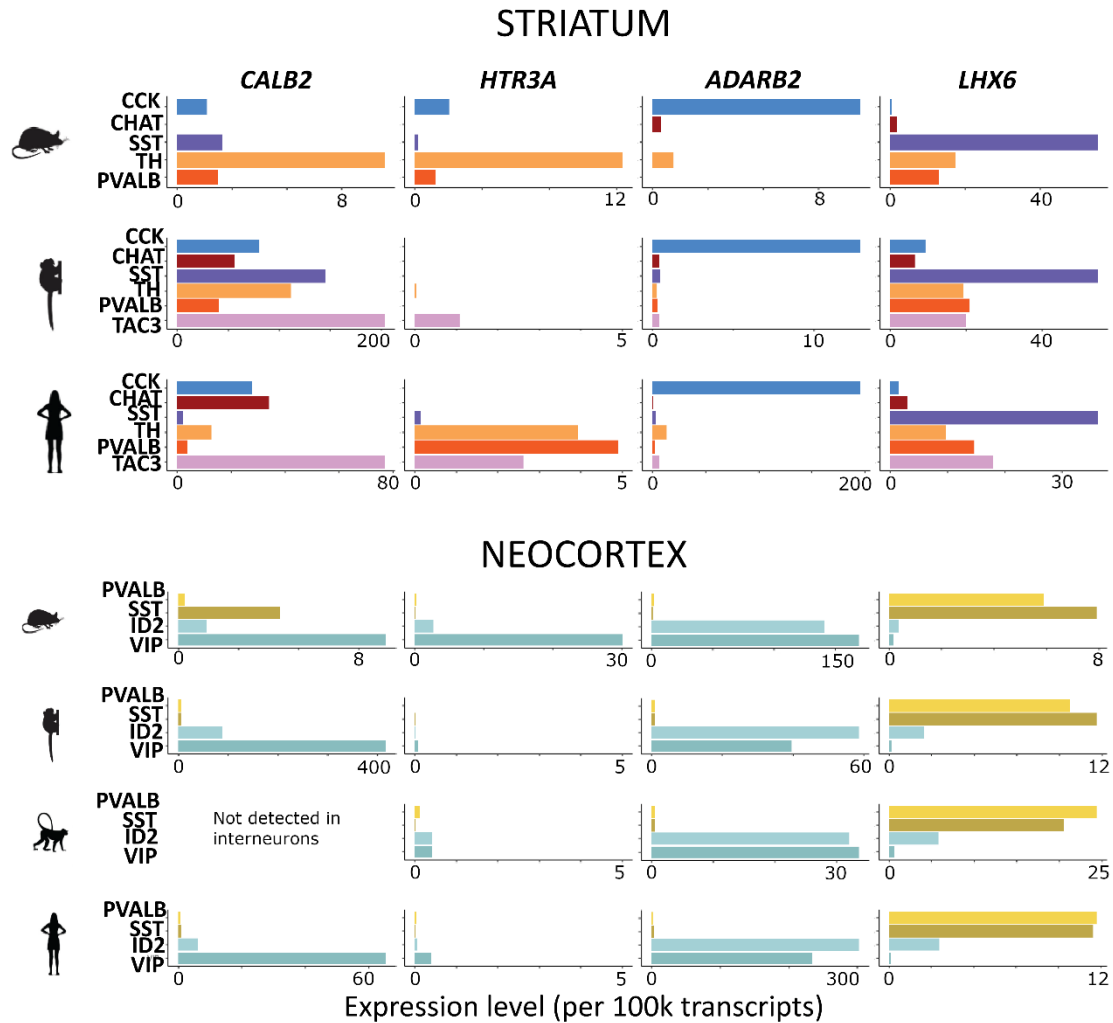 STRIATUM
CALB2 HTR3A ADARB2 LHX6
CCK
CHAT
SST
TH
PVALB
0 8 0 12 0 8 0 40
CCK
CHAT
SST
TH
PVALB
TAC3
0 200 0 5 0 10 0 40
CCK
CHAT
SST
TH
PVALB
TAC3
0 80 0 5 0 200 0 30
NEOCORTEX
PVALB
SST
ID2
VIP
0 8 0 30 0 150 0 8
PVALB
SST
ID2
VIP
0 400 0 5 0 60 0 12
PVALB
SST Not detected in
ID2 interneurons
VIP
0 5 0 30 0 25
PVALB
SST
ID2
VIP
0 60 0 5 0 300 0 12
Expression level (per 100k transcripts)